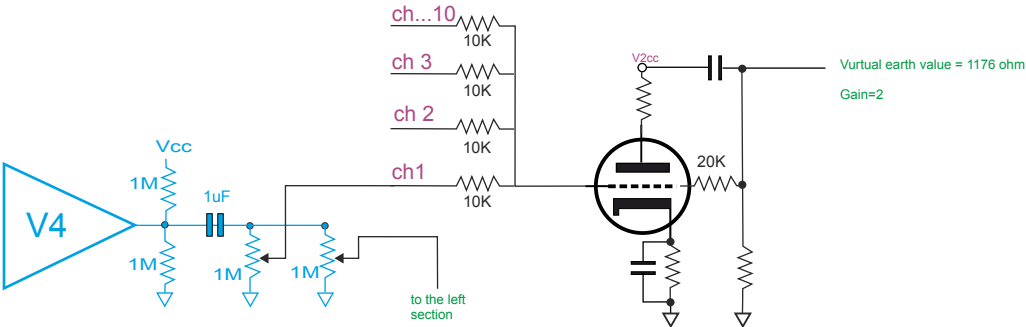 ch...10
10K
ch 3
10K
ch 2
10K
ch1
10K
V2cc
Vurtual earth value = 1176 ohm
Gain=2
20K
Vcc
1M
1uF
V4
1M
1M
1M
to the left
section